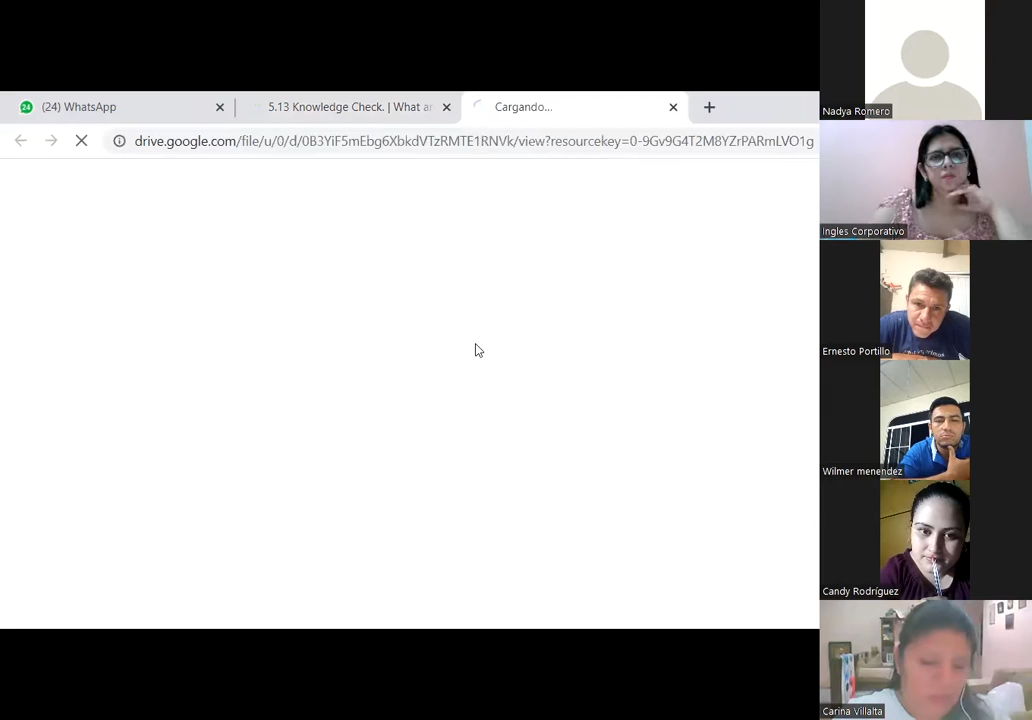 24 (24) WhatsApp
5.13 Knowledge Check. | What ar
Cargando...
drive.google.com/file/u/0/d/0B3YiF5mEbg6XbkdVTzRMTE1RNVk/view?resourcekey=0-9Gv9G4T2M8YZrPARmLVO1g
Nadya Romero
Ingles Corporativo
Ernesto Portillo
Wilmer menendez
Candy Rodríguez
Carina Villalta